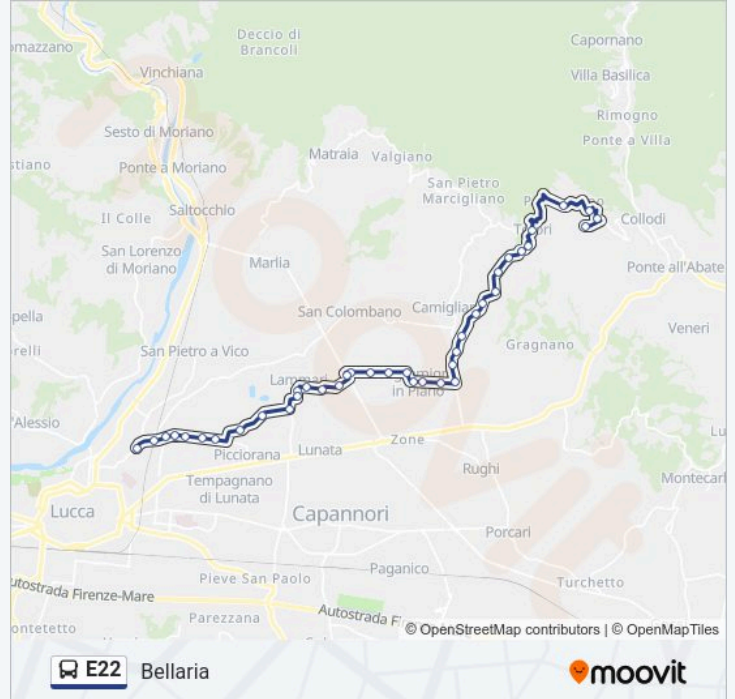 omazzano
Deccio di
Brancoli
Capornano
Vinchiana
Villa Basilica
Rimogno
Sesto di Moriano
Ponte a Villa
Matraia
Valgiano
stiano
Ponte a Moriano
San Pietro
Marcigliano
Saltocchio
Il Colle
Collodi
San Lorenzo
di Moriano
Marlia
Ponte all'Abate
pella
San Colombano
Camiglia
Veneri
relli
San Pietro a Vico
Gragnano
Lammari
in Piano
'Alessio
Zone
Lu
Picciorana
Lunata
Rughi
Tempagnano
di Lunata
Montecarl
Lucca
Capannori
Porcari
Paganico
Pieve San Paolo
Turchetto
utostrada Firenze-Mare
Parezzana
Autostrada Fi
ontetetto
© OpenStreetMap contributors | © OpenMapTiles
E22 Bellaria
moovit